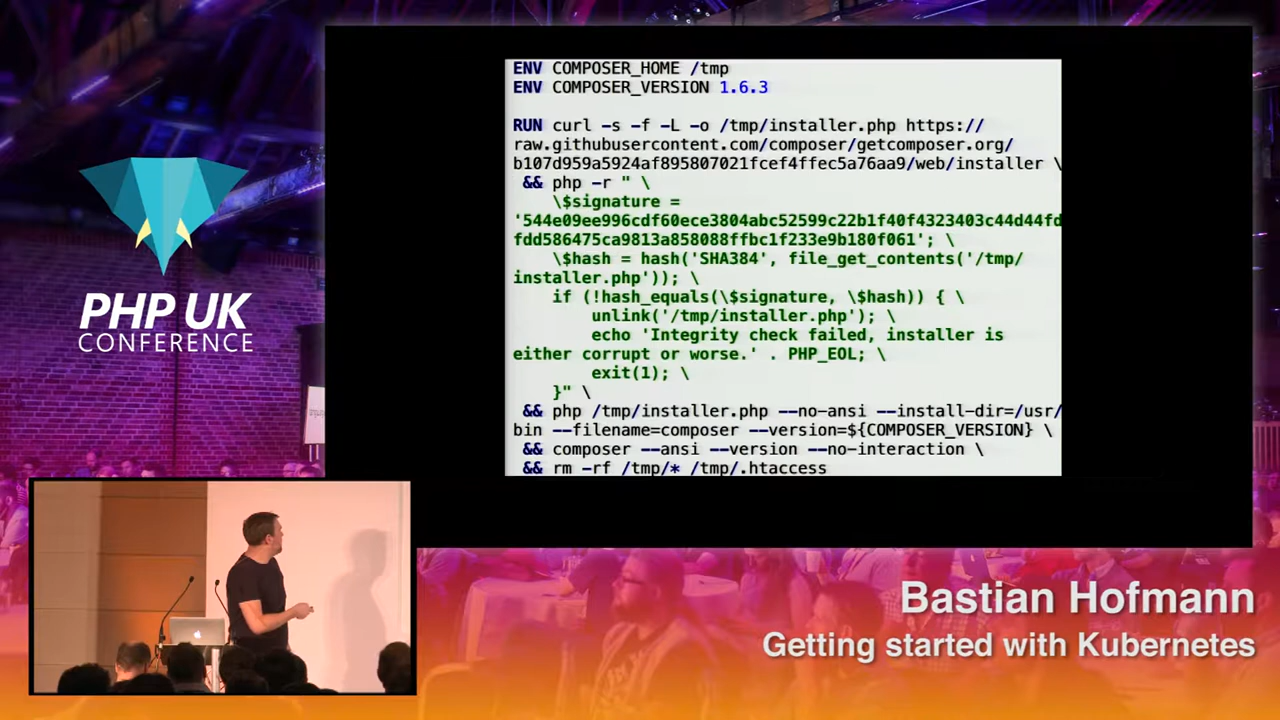 ENV COMPOSER_HOME /tmp
ENV COMPOSER_VERSION 1.6.3
RUN curl -s -f -L -o /tmp/installer.php https://
raw.githubusercontent.com/composer/getcomposer.org/
b107d959a5924af895807021fcef4ffec5a76aa9/web/installer \
&& php -r " \
\$signature =
'544e09ee996cdf60ece3804abc52599c22b1f40f4323403c44d44fd
fdd586475ca9813a858088ffbc1f233e9b180f061'; \
\$hash = hash('SHA384', file_get_contents('/tmp/
installer.php')); \
if (!hash_equals(\$signature, \$hash)) { \
unlink('/tmp/installer.php'); \
echo 'Integrity check failed, installer is
either corrupt or worse.' . PHP_EOL; \
exit(1); \
}" \
&& php /tmp/installer.php --no-ansi --install-dir=/usr/
bin --filename=composer --version=${COMPOSER_VERSION} \
&& composer --ansi --version --no-interaction \
&& rm -rf /tmp/* /tmp/.htaccess
PHP UK
CONFERENCE
Bastian Hofmann
Getting started with Kubernetes